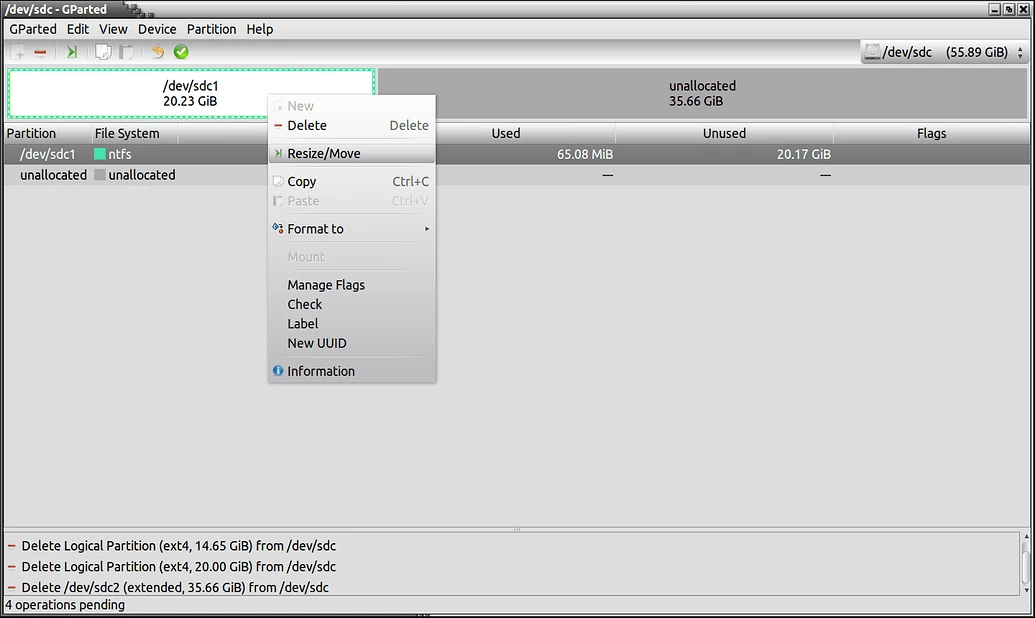 /dev/sdc - GParted
GParted Edit View Device Partition Help
/dev/sdc (55.89 GiB)
/dev/sdc1
20.23 GiB
unallocated
35.66 GiB
Partition File System Used Unused Flags
/dev/sdc1 ntfs 65.08 MiB 20.17 GiB
unallocated unallocated --- ---
New
Delete Delete
Resize/Move
Copy Ctrl+C
Paste Ctrl+V
Format to
Mount
Manage Flags
Check
Label
New UUID
Information
Delete Logical Partition (ext4, 14.65 GiB) from /dev/sdc
Delete Logical Partition (ext4, 20.00 GiB) from /dev/sdc
Delete /dev/sdc2 (extended, 35.66 GiB) from /dev/sdc
4 operations pending